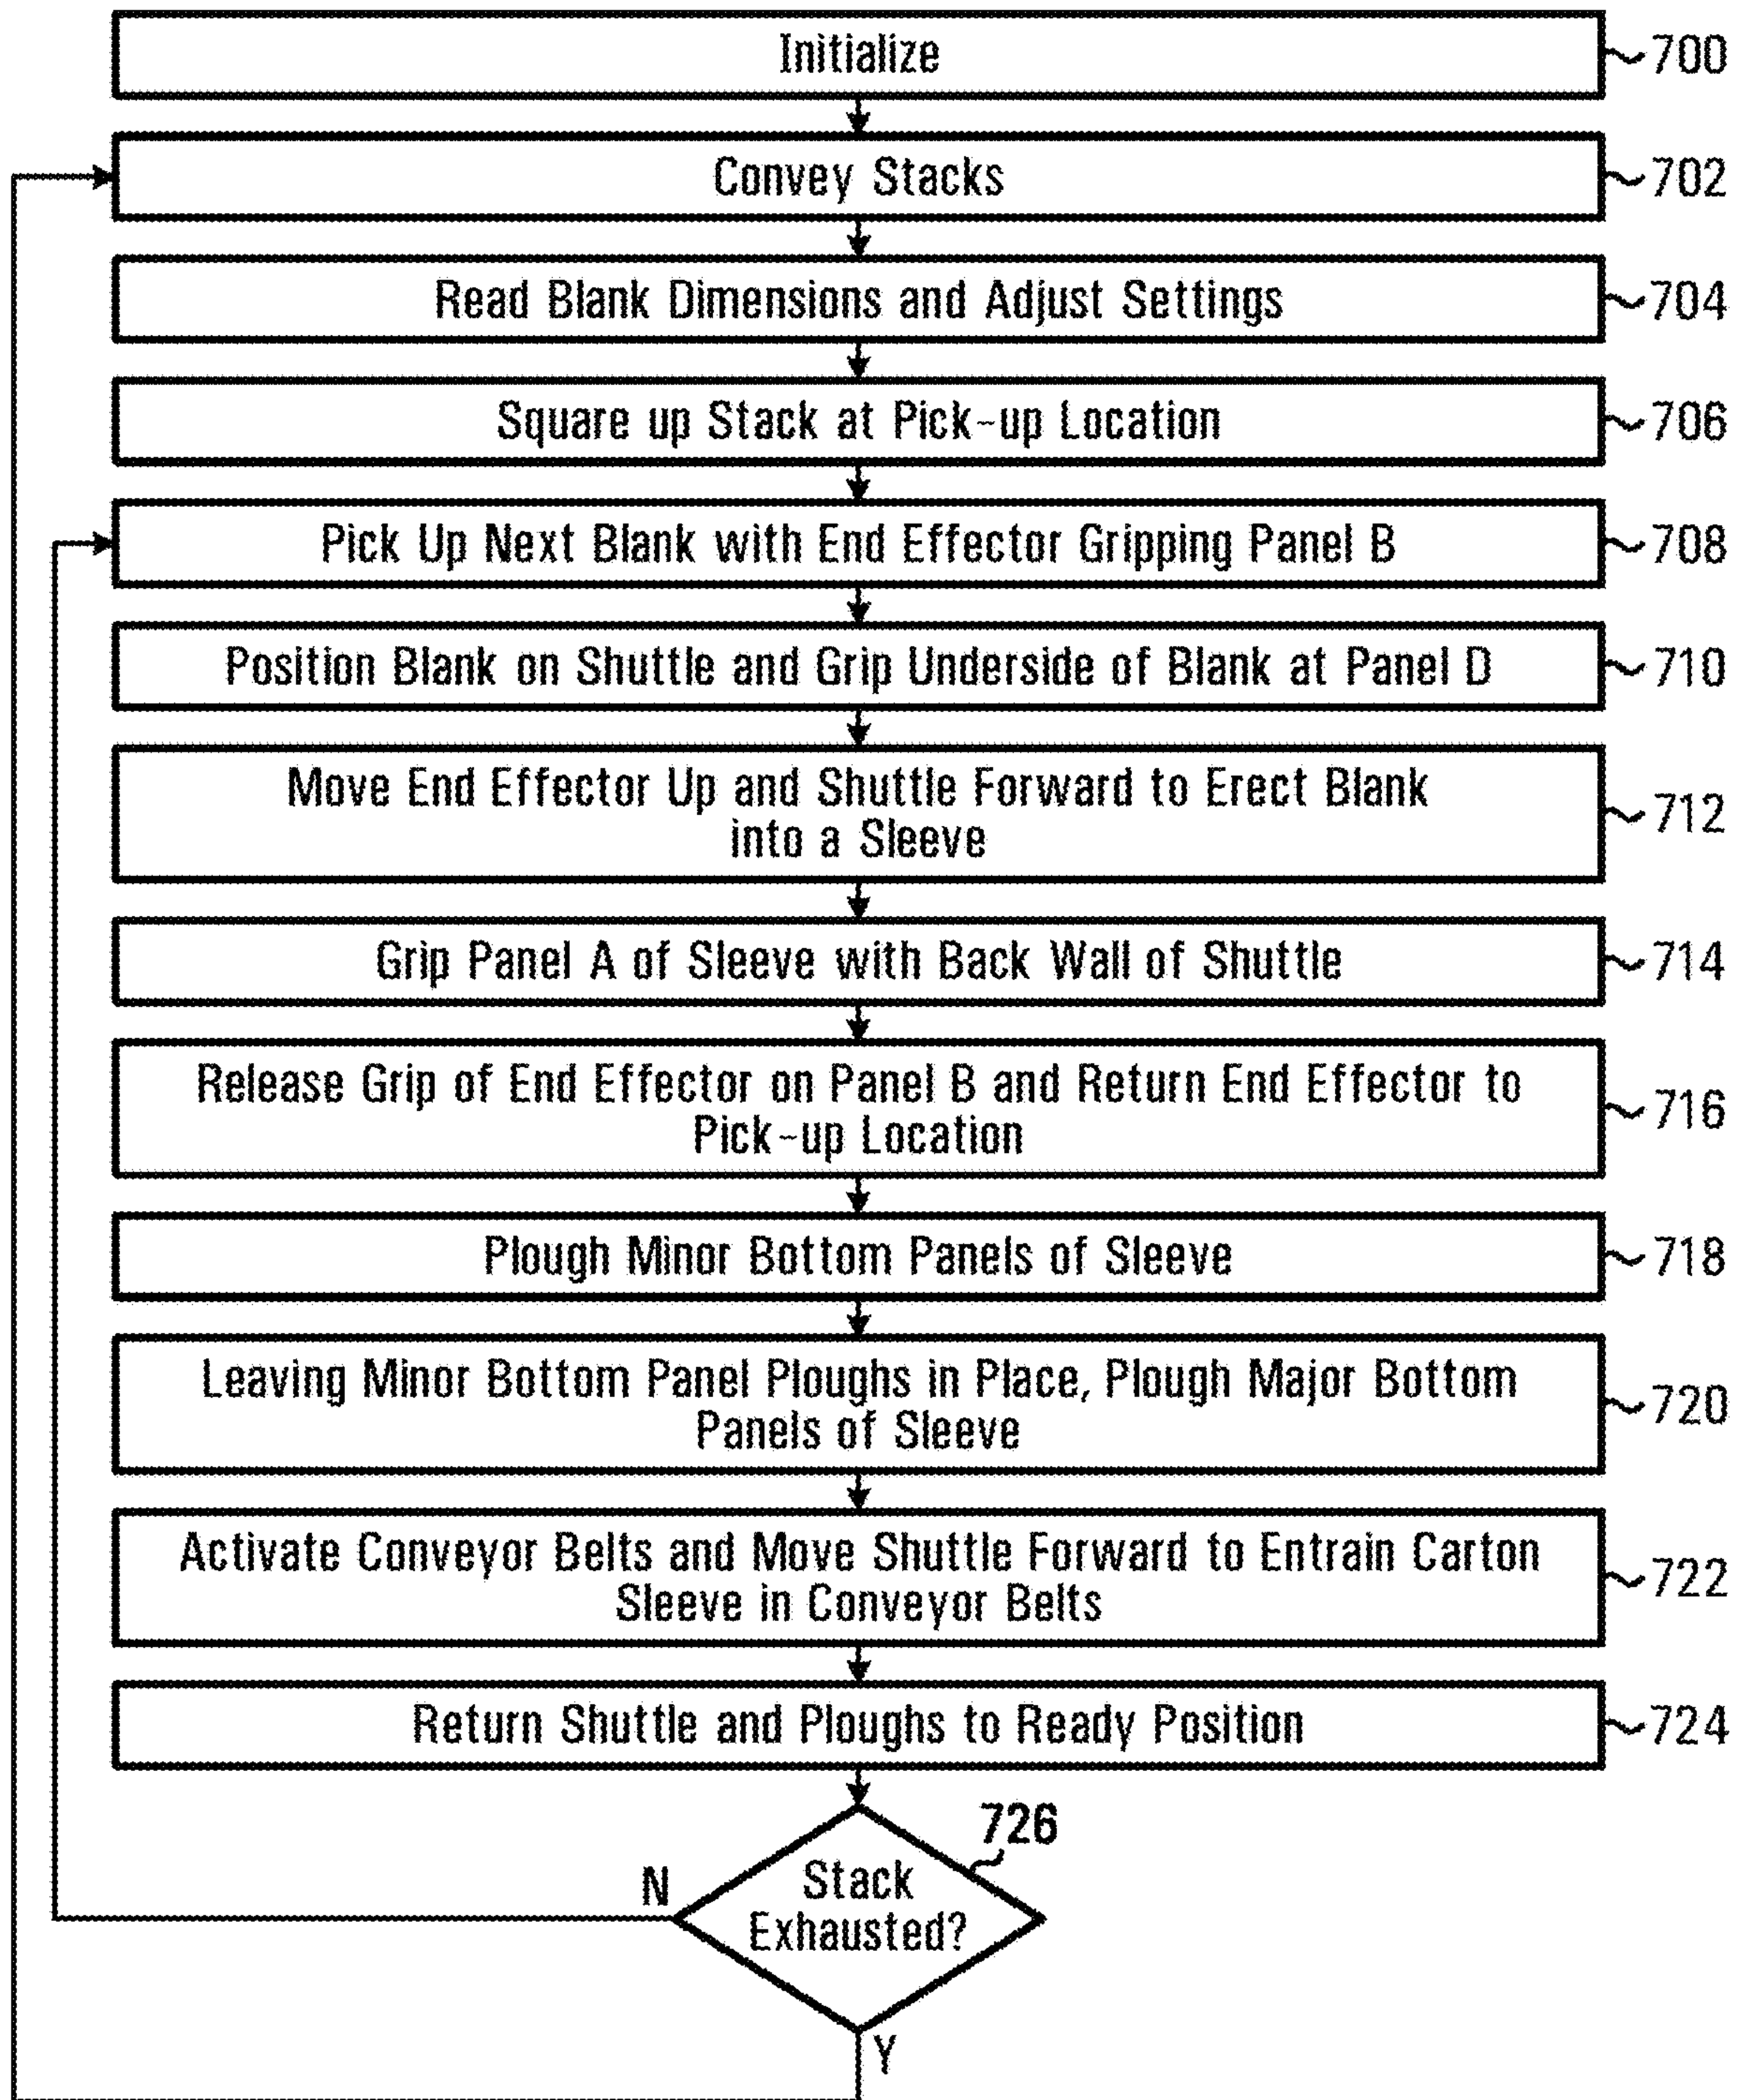 Initialize
700
Convey Stacks
702
Read Blank Dimensions and Adjust Settings
704
Square up Stack at Pick-up Location
706
Pick Up Next Blank with End Effector Gripping Panel B
708
Position Blank on Shuttle and Grip Underside of Blank at Panel D
710
Move End Effector Up and Shuttle Forward to Erect Blank
into a Sleeve
712
Grip Panel A of Sleeve with Back Wall of Shuttle
714
Release Grip of End Effector on Panel B and Return End Effector to
Pick-up Location
716
Plough Minor Bottom Panels of Sleeve
718
Leaving Minor Bottom Panel Ploughs in Place, Plough Major Bottom
Panels of Sleeve
720
Activate Conveyor Belts and Move Shuttle Forward to Entrain Carton
Sleeve in Conveyor Belts
722
Return Shuttle and Ploughs to Ready Position
724
726
N
Stack
Exhausted?
Y